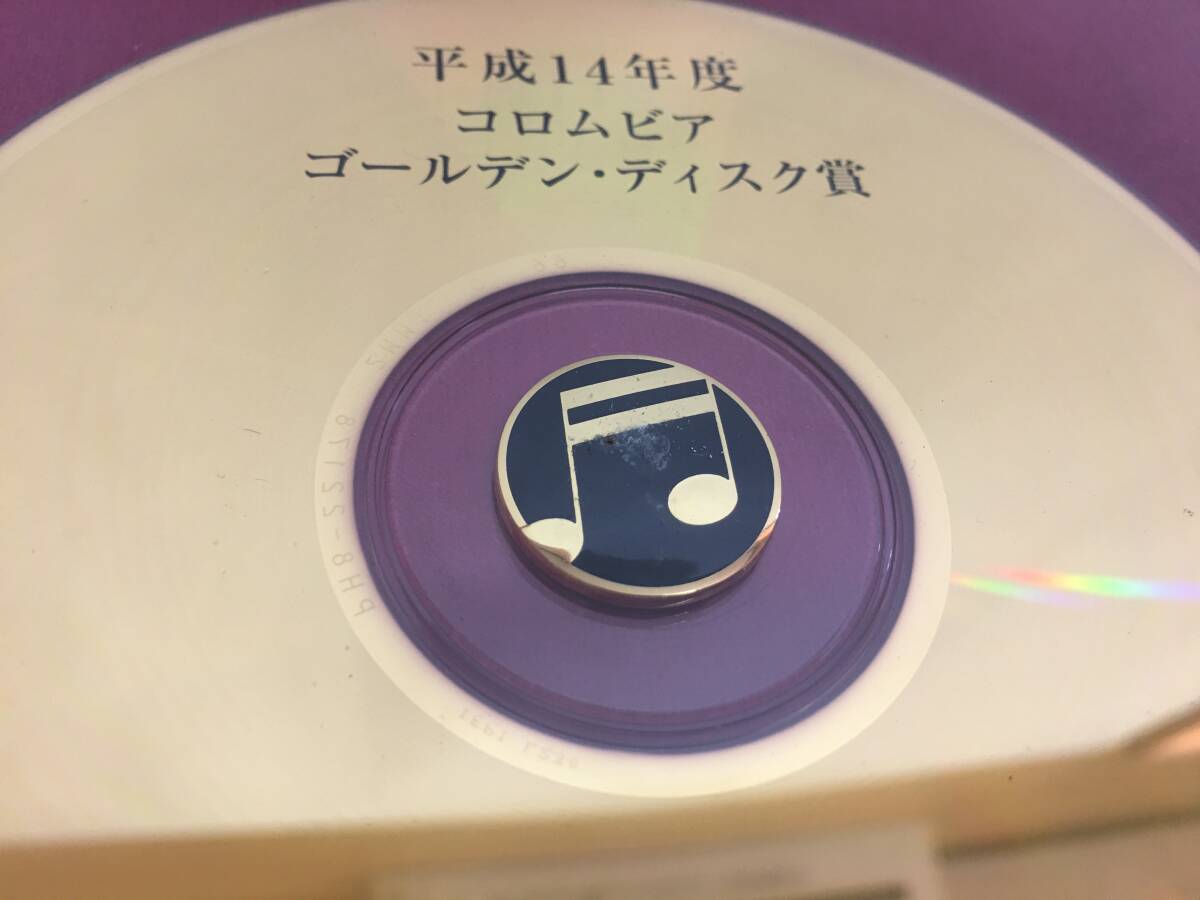 平成14年度
コロムビア
ゴールデン・ディスク賞